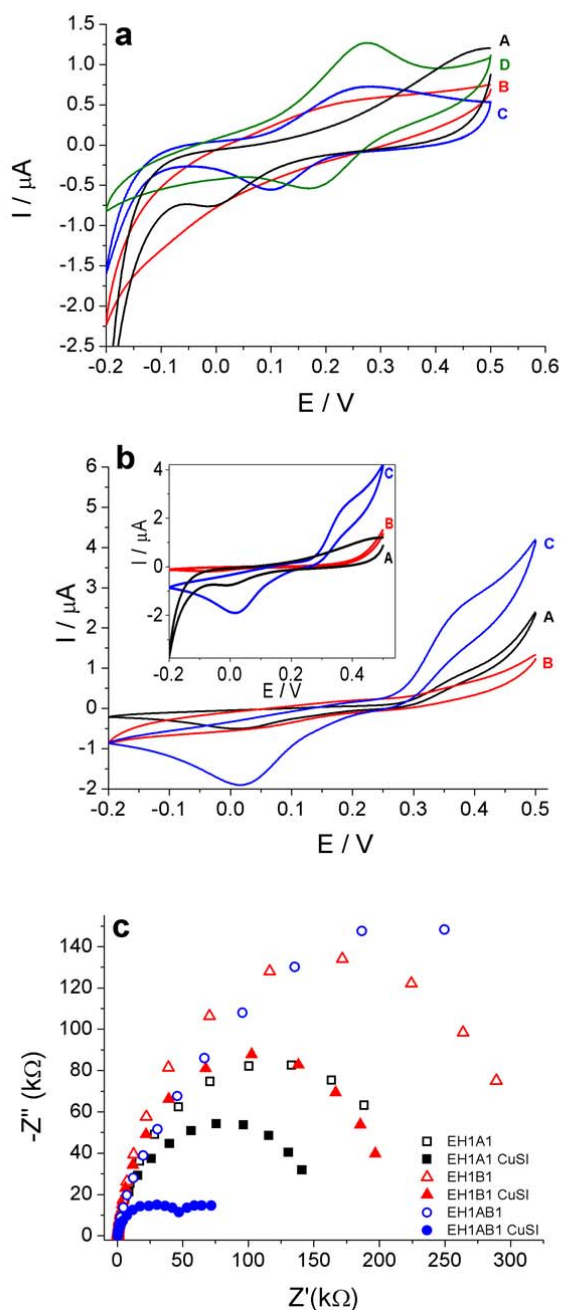 a
1.5
1.0
0.5
0.0
-0.5
-1.0
-1.5
-2.0
-2.5
I / μA
A
D
B
C
-0.2 -0.1 0.0 0.1 0.2 0.3 0.4 0.5 0.6
E / V
b
6
5
4
3
2
1
0
-1
-2
I / μA
4
2
0
-2
I / μA
C
B
A
-0.2 0.0 0.2 0.4
E / V
C
A
B
-0.2 -0.1 0.0 0.1 0.2 0.3 0.4 0.5
E / V
c
140
120
100
80
60
40
20
0
-Z'' (kΩ)
EH1A1
EH1A1 CuSI
EH1B1
EH1B1 CuSI
EH1AB1
EH1AB1 CuSI
0 50 100 150 200 250 300
Z'(kΩ)